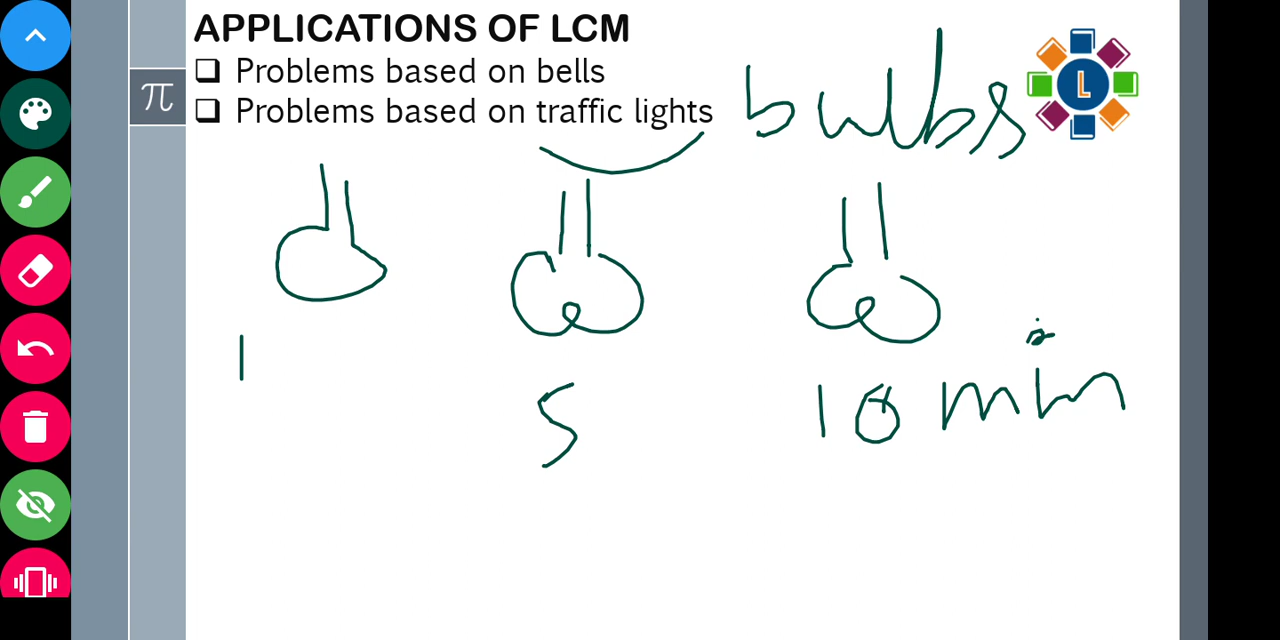 APPLICATIONS OF LCM
❑ Problems based on bells
❑ Problems based on traffic lights
bulbs
π
L
1
5
10 min